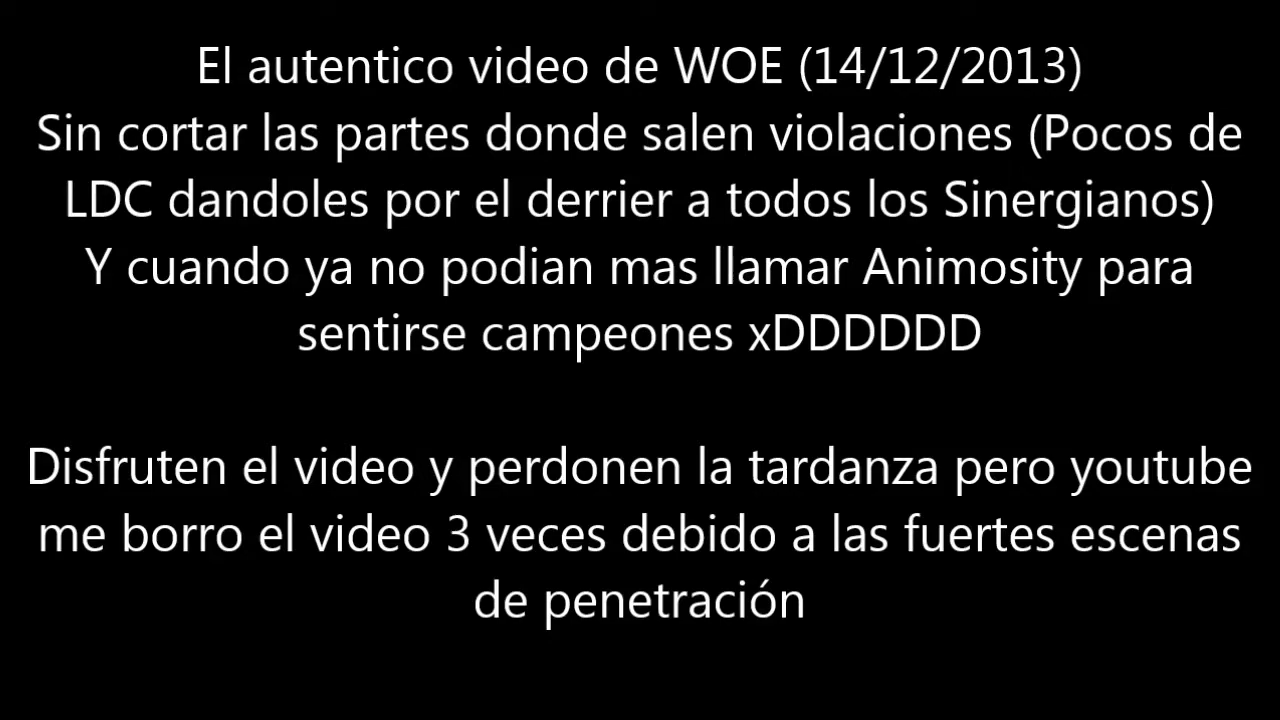 El autentico video de WOE (14/12/2013)
Sin cortar las partes donde salen violaciones (Pocos de
LDC dandoles por el derrier a todos los Sinergianos)
Y cuando ya no podian mas llamar Animosity para
sentirse campeones xDDDDDD
Disfruten el video y perdonen la tardanza pero youtube
me borro el video 3 veces debido a las fuertes escenas
de penetración